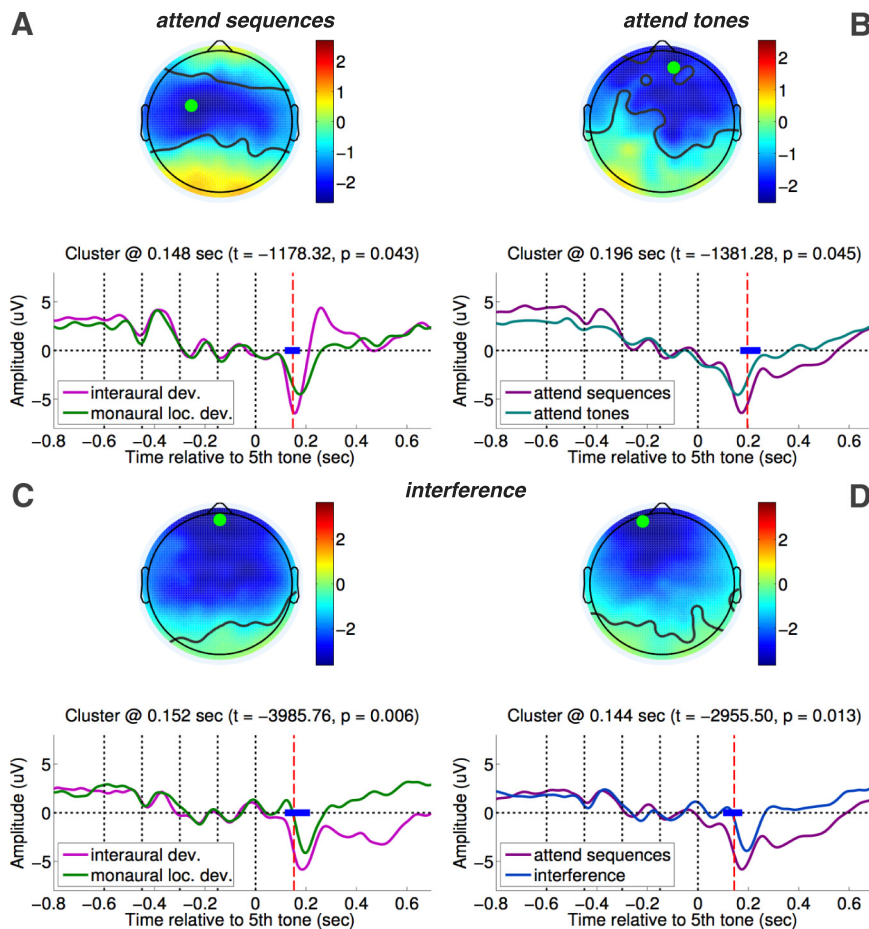 A
attend sequences
attend tones
B
2
1
0
−1
−2
2
1
0
−1
−2
Cluster @ 0.148 sec (t = −1178.32, p = 0.043)
Amplitude (uV)
5
0
−5
interaural dev.
monaural loc. dev.
−0.8 −0.6 −0.4 −0.2 0 0.2 0.4 0.6
Time relative to 5th tone (sec)
Cluster @ 0.196 sec (t = −1381.28, p = 0.045)
Amplitude (uV)
5
0
−5
attend sequences
attend tones
−0.8 −0.6 −0.4 −0.2 0 0.2 0.4 0.6
Time relative to 5th tone (sec)
C
interference
D
2
0
−2
2
0
−2
Cluster @ 0.152 sec (t = −3985.76, p = 0.006)
Amplitude (uV)
5
0
−5
interaural dev.
monaural loc. dev.
−0.8 −0.6 −0.4 −0.2 0 0.2 0.4 0.6
Time relative to 5th tone (sec)
Cluster @ 0.144 sec (t = −2955.50, p = 0.013)
Amplitude (uV)
5
0
−5
attend sequences
interference
−0.8 −0.6 −0.4 −0.2 0 0.2 0.4 0.6
Time relative to 5th tone (sec)